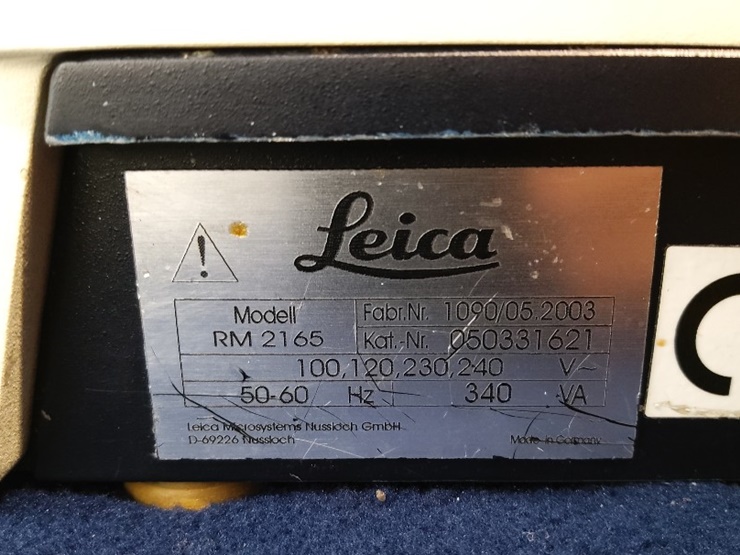 Leica
Modell
RM 2165
Fabr.Nr. 1090/05.2003
Kat.-Nr. 050331621
100,120,230,240 V~
50-60 Hz 340 VA
Leica Microsystems Nussloch GmbH
D-69226 Nussloch
Made in Germany